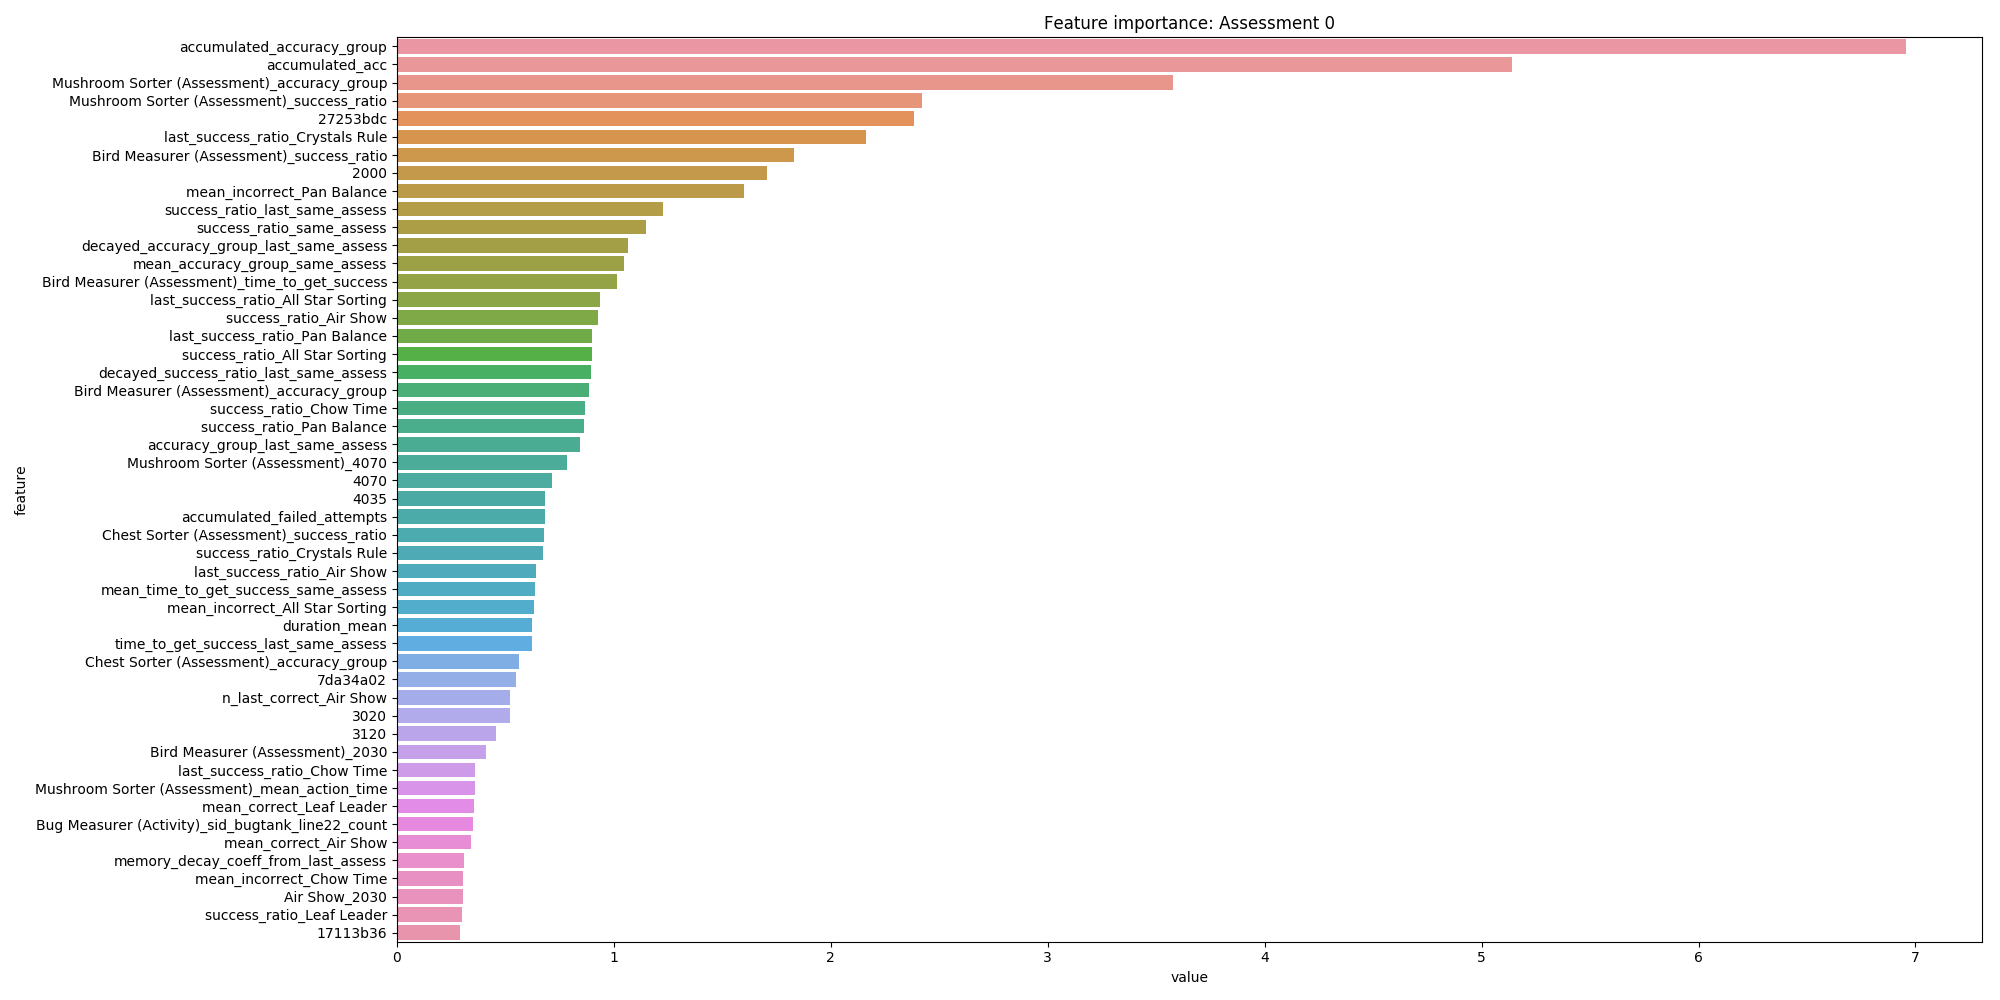 Feature importance: Assessment 0
accumulated_accuracy_group
accumulated_acc
Mushroom Sorter (Assessment)_accuracy_group
Mushroom Sorter (Assessment)_success_ratio
27253bdc
last_success_ratio_Crystals Rule
Bird Measurer (Assessment)_success_ratio
2000
mean_incorrect_Pan Balance
success_ratio_last_same_assess
success_ratio_same_assess
decayed_accuracy_group_last_same_assess
mean_accuracy_group_same_assess
Bird Measurer (Assessment)_time_to_get_success
last_success_ratio_All Star Sorting
success_ratio_Air Show
last_success_ratio_Pan Balance
success_ratio_All Star Sorting
decayed_success_ratio_last_same_assess
Bird Measurer (Assessment)_accuracy_group
success_ratio_Chow Time
success_ratio_Pan Balance
accuracy_group_last_same_assess
Mushroom Sorter (Assessment)_4070
4070
4035
accumulated_failed_attempts
Chest Sorter (Assessment)_success_ratio
success_ratio_Crystals Rule
last_success_ratio_Air Show
mean_time_to_get_success_same_assess
mean_incorrect_All Star Sorting
duration_mean
time_to_get_success_last_same_assess
Chest Sorter (Assessment)_accuracy_group
7da34a02
n_last_correct_Air Show
3020
3120
Bird Measurer (Assessment)_2030
last_success_ratio_Chow Time
Mushroom Sorter (Assessment)_mean_action_time
mean_correct_Leaf Leader
Bug Measurer (Activity)_sid_bugtank_line22_count
mean_correct_Air Show
memory_decay_coeff_from_last_assess
mean_incorrect_Chow Time
Air Show_2030
success_ratio_Leaf Leader
17113b36
feature
0 1 2 3 4 5 6 7
value